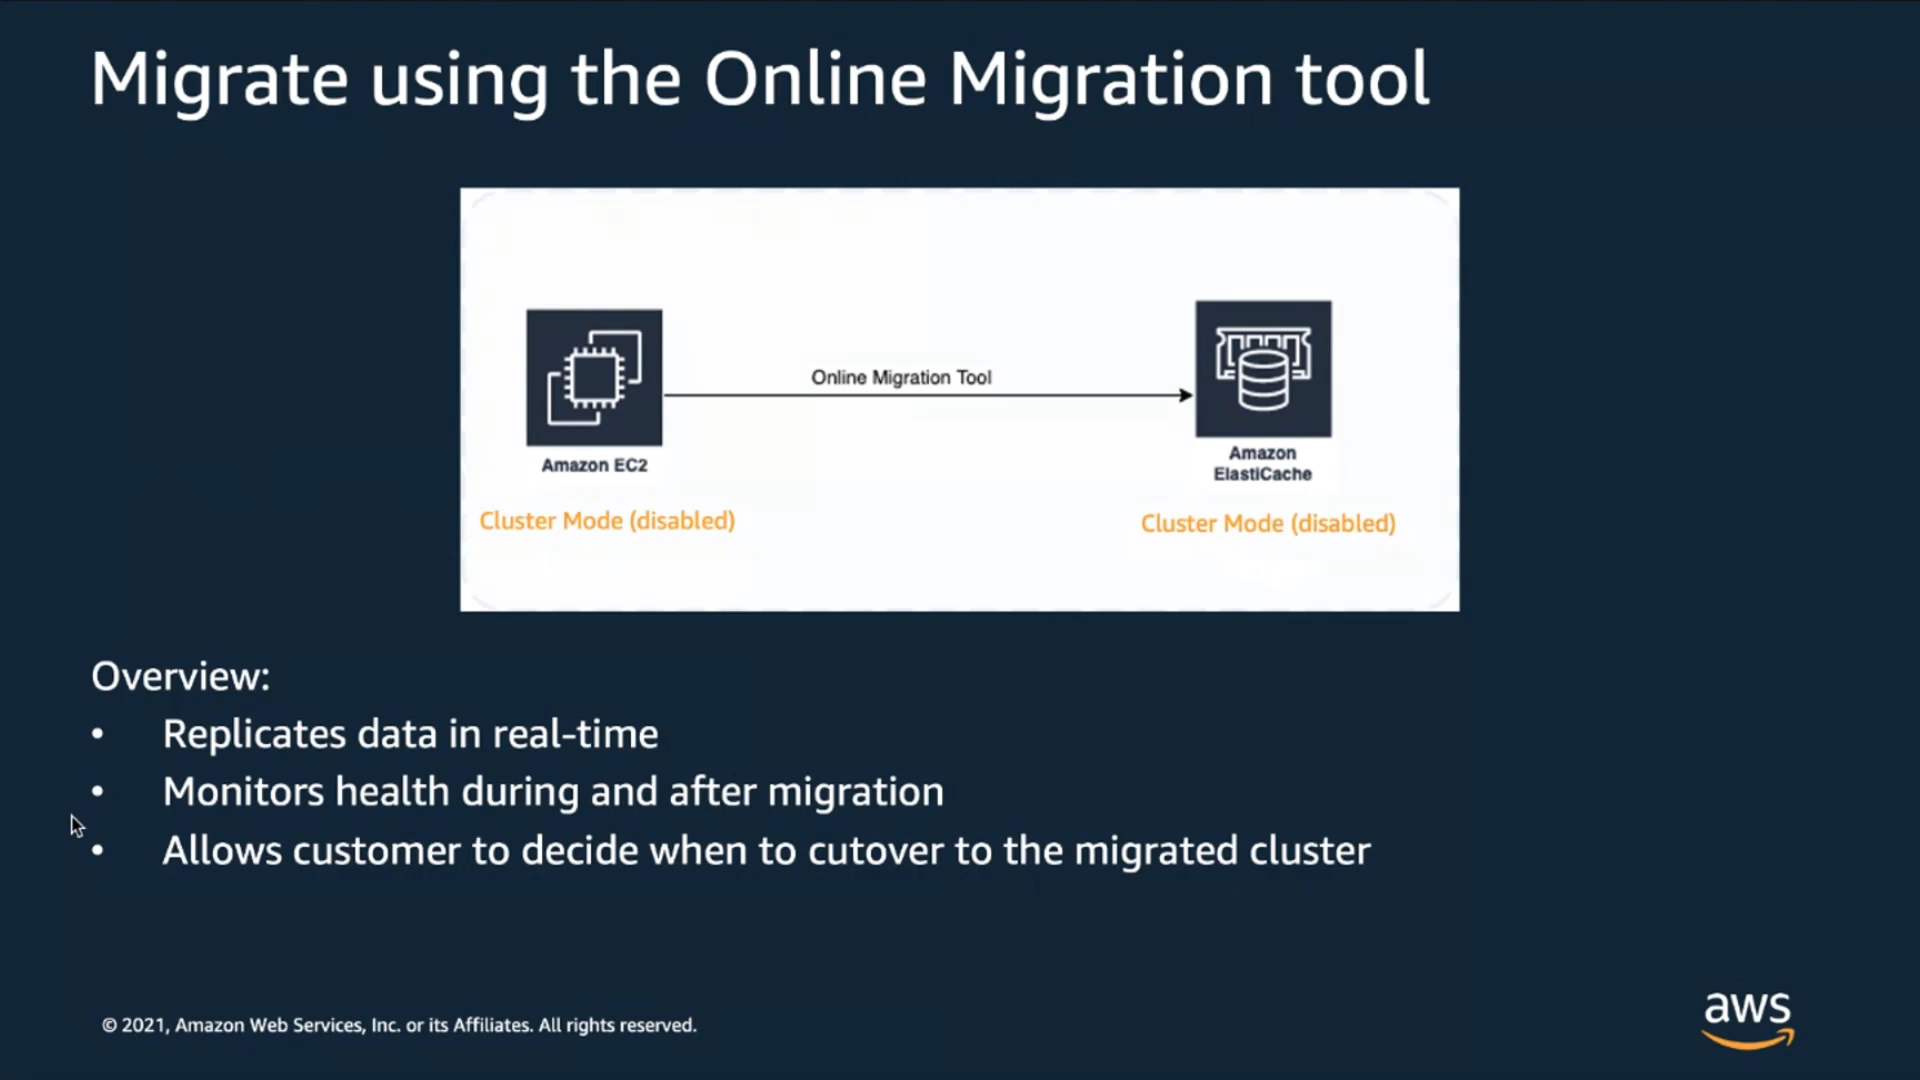 Migrate using the Online Migration tool
Online Migration Tool
Amazon EC2
Amazon
ElastiCache
Cluster Mode (disabled)
Cluster Mode (disabled)
Overview:
• Replicates data in real-time
• Monitors health during and after migration
• Allows customer to decide when to cutover to the migrated cluster
© 2021, Amazon Web Services, Inc. or its Affiliates. All rights reserved.
aws